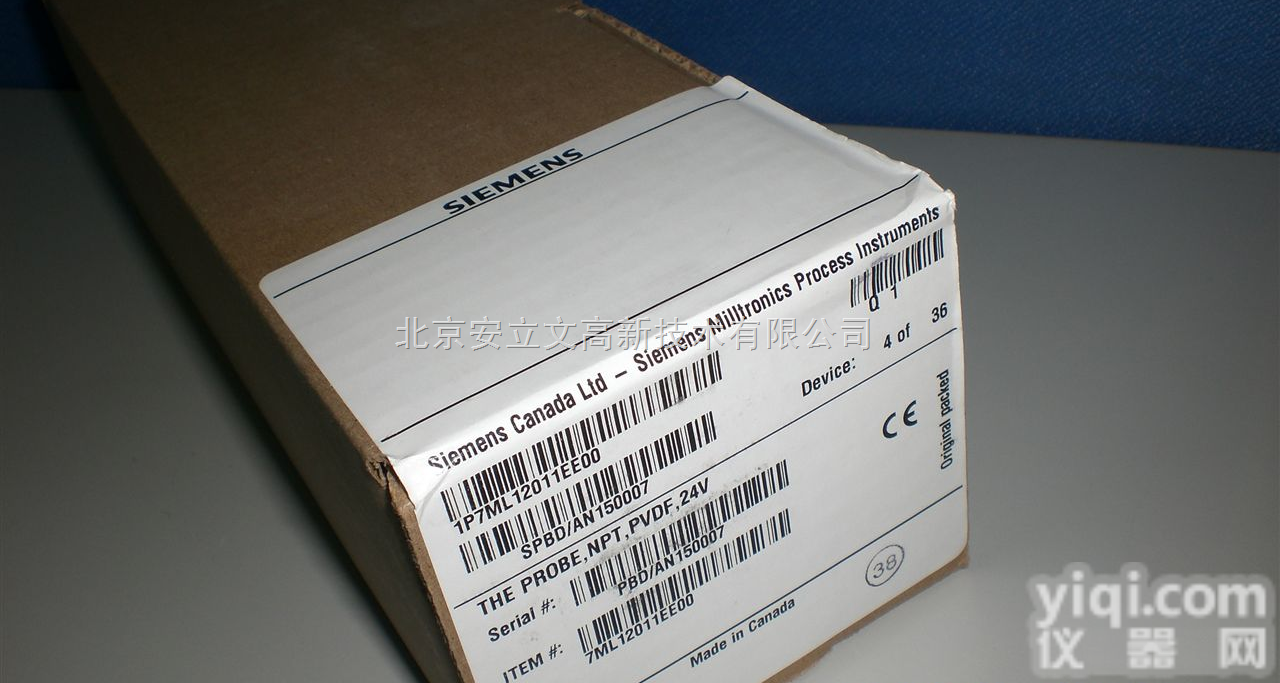 SIEMENS
Siemens Canada Ltd – Siemens Milltronics Process Instruments
1P7ML12011EE00
Q 1
SPBD/AN150007
Device: 4 of 36
THE PROBE,NPT,PVDF,24V
Serial #: PBD/AN150007
ITEM #: 7ML12011EE00
Made in Canada
CE
Original packed
38
北京安立文高新技术有限公司
yiqi.com
仪器网